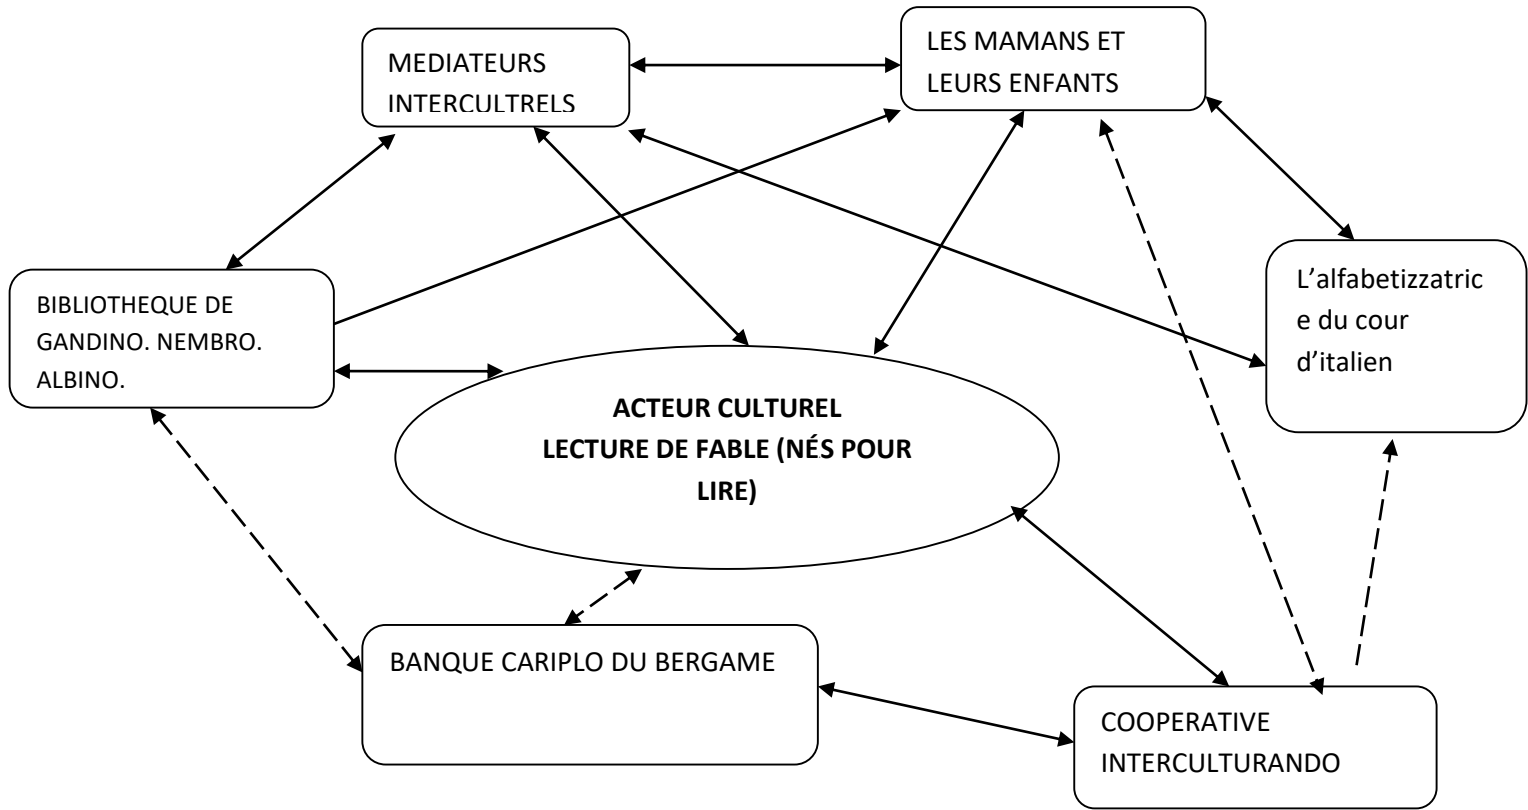 MEDIATEURS
INTERCULTRELS
LES MAMANS ET
LEURS ENFANTS
BIBLIOTHEQUE DE
GANDINO. NEMBRO.
ALBINO.
L’alfabetizzatric
e du cour
d’italien
ACTEUR CULTUREL
LECTURE DE FABLE (NÉS POUR
LIRE)
BANQUE CARIPLO DU BERGAME
COOPERATIVE
INTERCULTURANDO